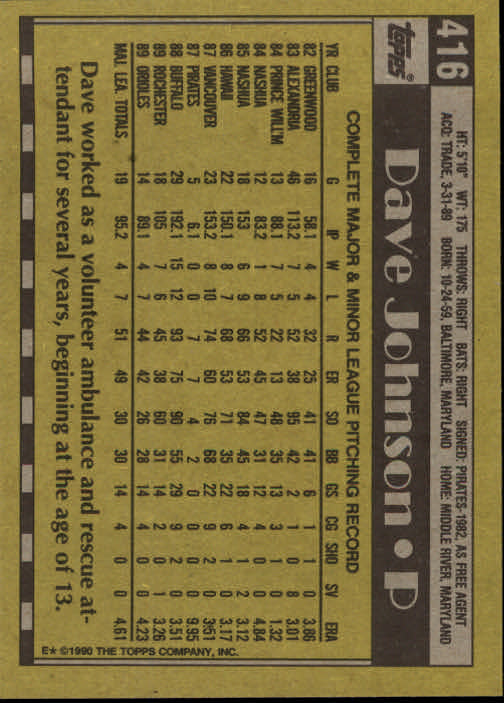 416
Topps®
Dave Johnson • P
HT: 5'10" WT: 175 THROWS: RIGHT BATS: RIGHT SIGNED: PIRATES-1982, AS FREE AGENT
ACQ: TRADE, 3-31-89 BORN: 10-24-59, BALTIMORE, MARYLAND HOME: MIDDLE RIVER, MARYLAND
COMPLETE MAJOR & MINOR LEAGUE PITCHING RECORD
YR CLUB G IP W L R ER SO BB GS CG SHO SV ERA
82 GREENWOOD 16 58.1 4 4 32 25 41 41 6 1 1 0 3.86
83 ALEXANDRIA 46 113.2 7 5 52 38 95 42 2 1 0 8 3.01
84 PRINCE WILL'M 13 88.1 7 5 22 13 48 35 13 3 1 0 1.32
84 NASHUA 12 83.2 1 8 52 45 47 31 12 4 0 0 4.84
85 NASHUA 18 153 6 9 66 53 84 45 18 4 1 2 3.12
86 HAWAII 22 150.1 8 7 68 53 71 35 22 6 1 0 3.17
87 VANCOUVER 23 153.2 8 10 74 60 76 68 22 9 2 0 3.51
87 PIRATES 5 6.1 0 0 7 7 4 2 0 0 0 0 9.95
88 BUFFALO 29 192.1 15 12 93 75 90 55 29 9 2 0 3.51
89 ROCHESTER 18 105 7 6 45 38 60 31 14 2 0 1 3.26
89 ORIOLES 14 89.1 4 7 44 42 26 28 14 4 0 0 4.23
MAJ. LEA. TOTALS 19 95.2 4 7 51 49 30 30 14 4 0 0 4.61
Dave worked as a volunteer ambulance and rescue at-
tendant for several years, beginning at the age of 13.
E★ ©1990 THE TOPPS COMPANY, INC.